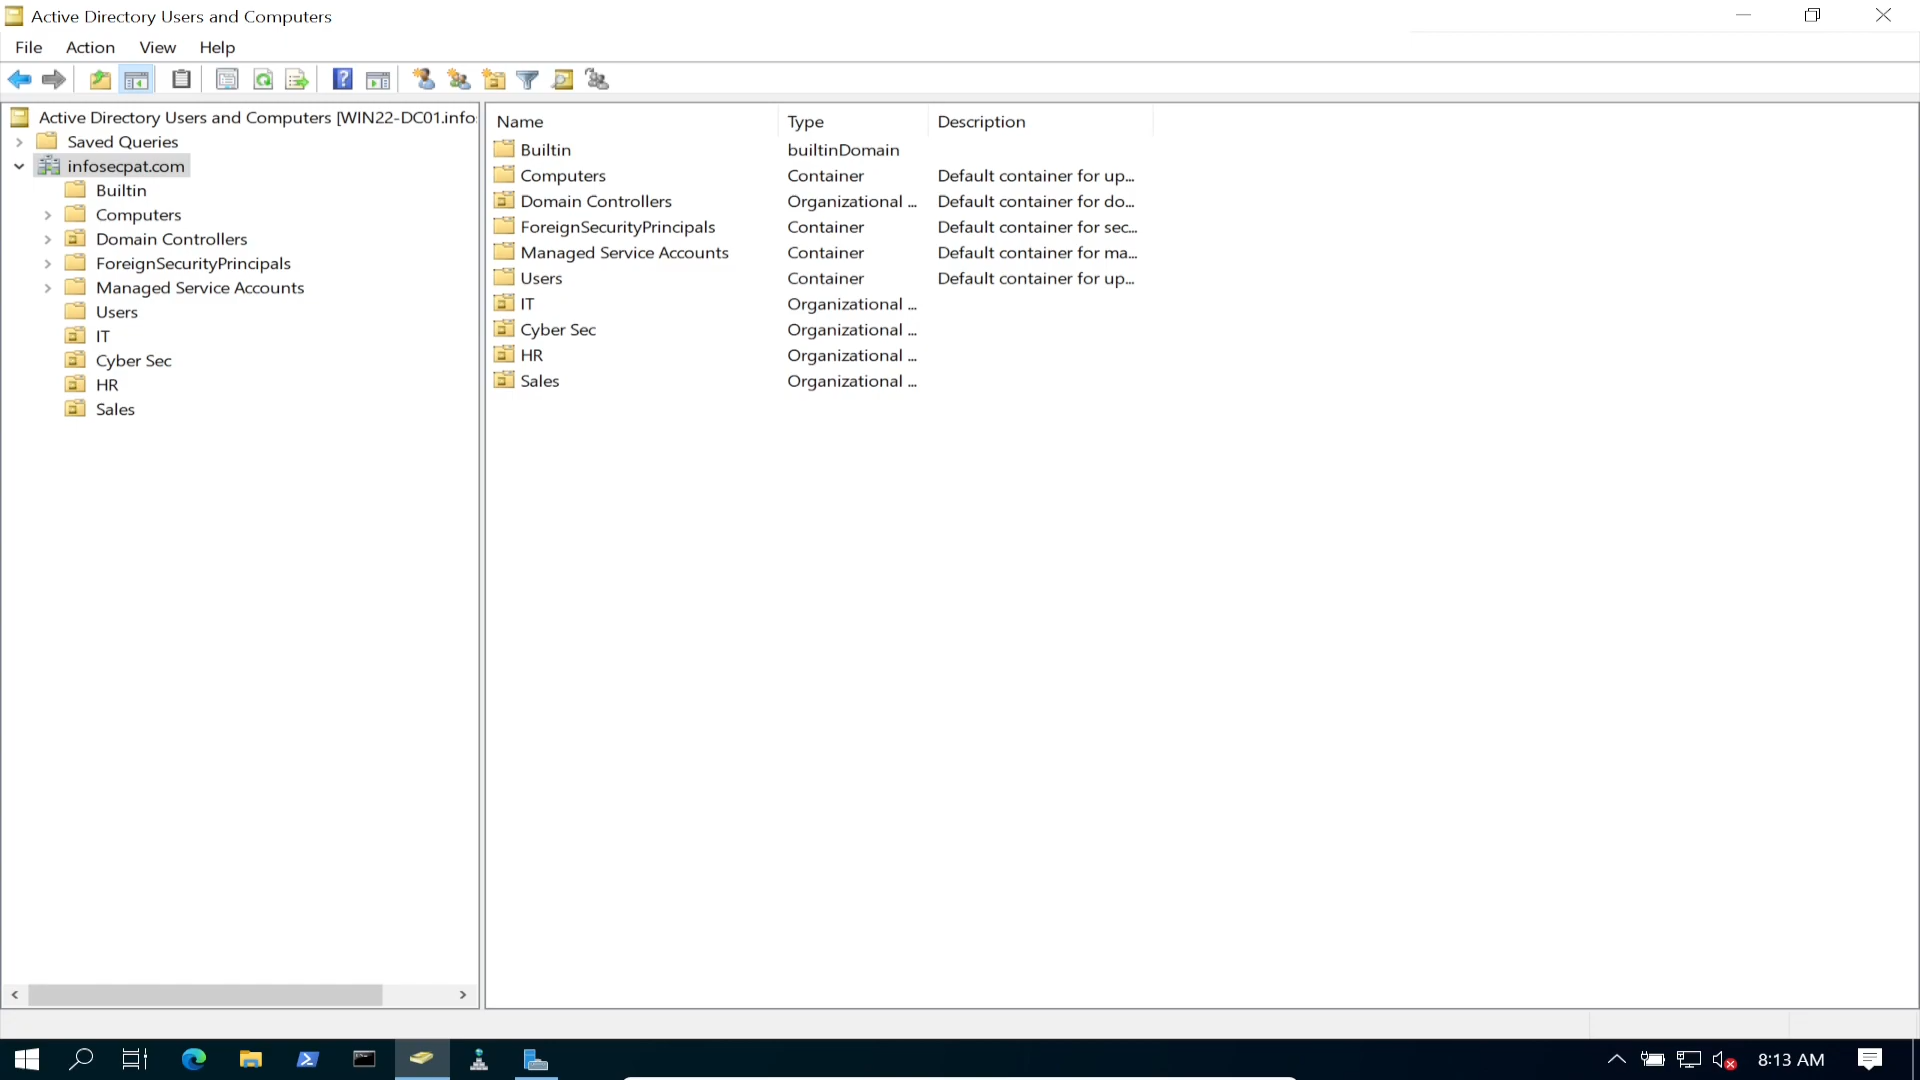 Active Directory Users and Computers
File Action View Help
Active Directory Users and Computers [WIN22-DC01.info
Saved Queries
infosecpat.com
Builtin
Computers
Domain Controllers
ForeignSecurityPrincipals
Managed Service Accounts
Users
IT
Cyber Sec
HR
Sales
Name Type Description
Builtin builtinDomain
Computers Container Default container for up...
Domain Controllers Organizational ... Default container for do...
ForeignSecurityPrincipals Container Default container for sec...
Managed Service Accounts Container Default container for ma...
Users Container Default container for up...
IT Organizational ...
Cyber Sec Organizational ...
HR Organizational ...
Sales Organizational ...
8:13 AM